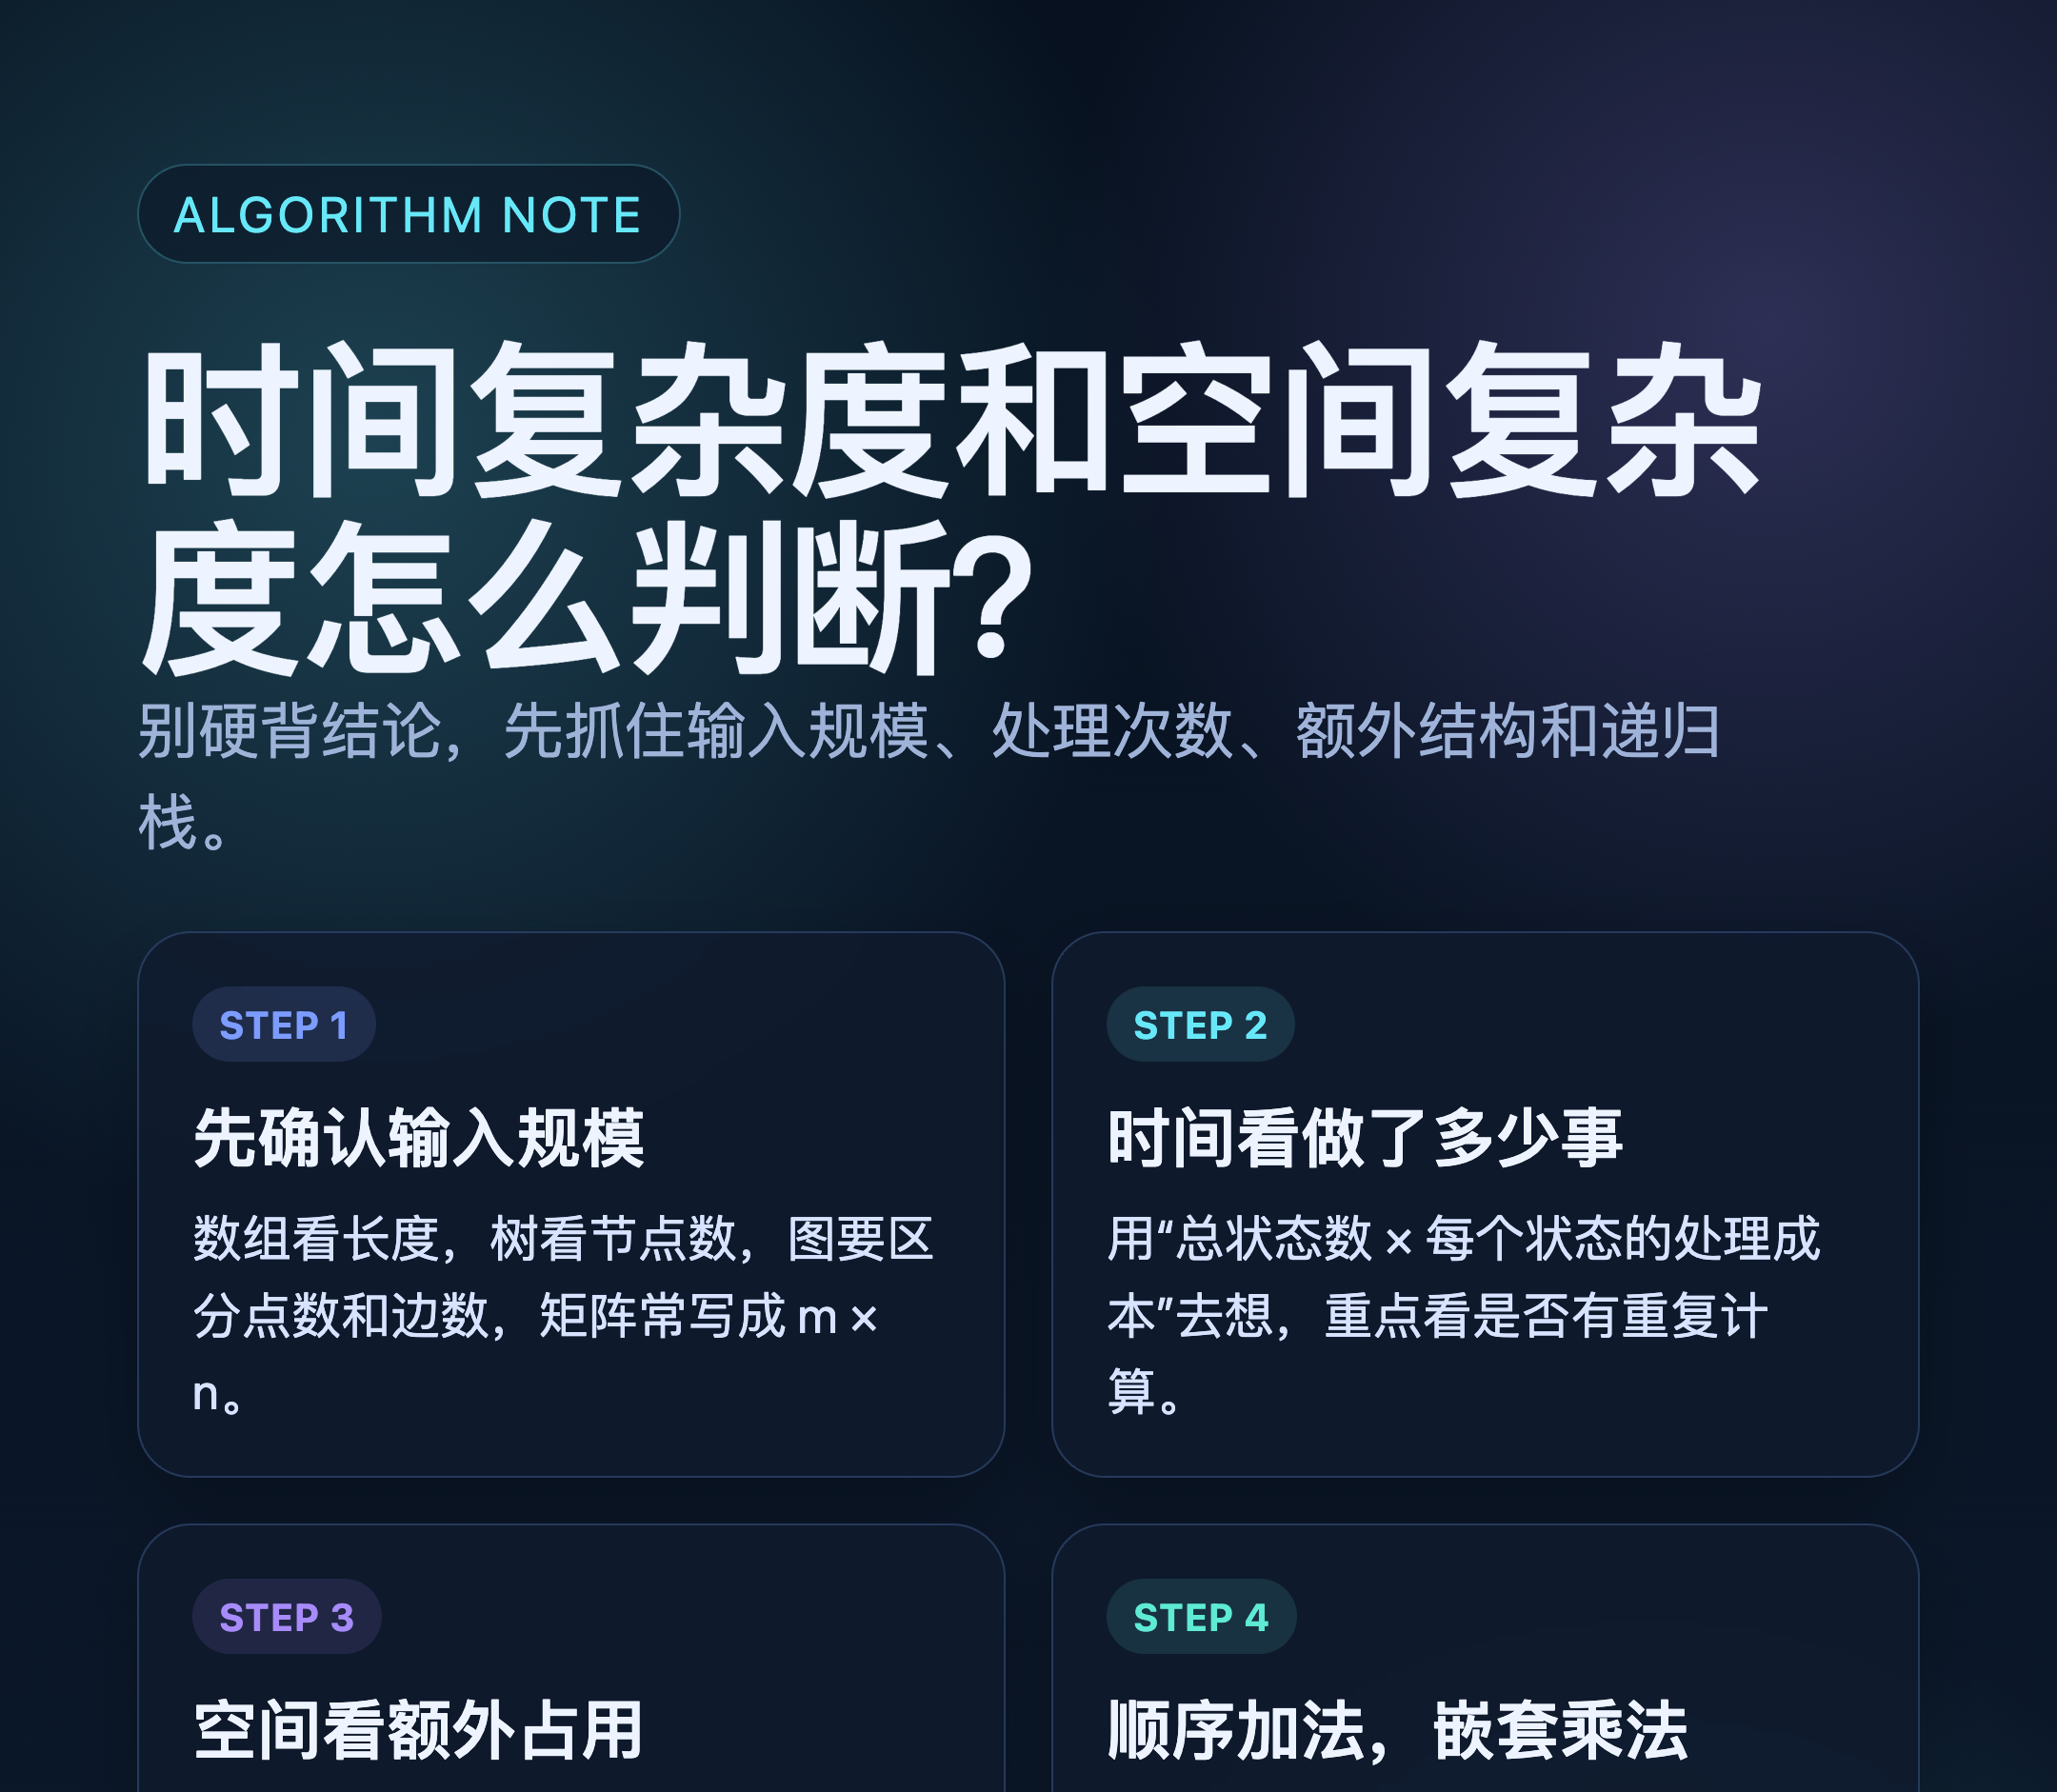 ALGORITHM NOTE
时间复杂度和空间复杂
度怎么判断?
别硬背结论，先抓住输入规模、处理次数、额外结构和递归
栈。
STEP 1
先确认输入规模
数组看长度，树看节点数，图要区
分点数和边数，矩阵常写成 m ×
n。
STEP 2
时间看做了多少事
用“总状态数 × 每个状态的处理成
本”去想，重点看是否有重复计
算。
STEP 3
空间看额外占用
STEP 4
顺序加法，嵌套乘法